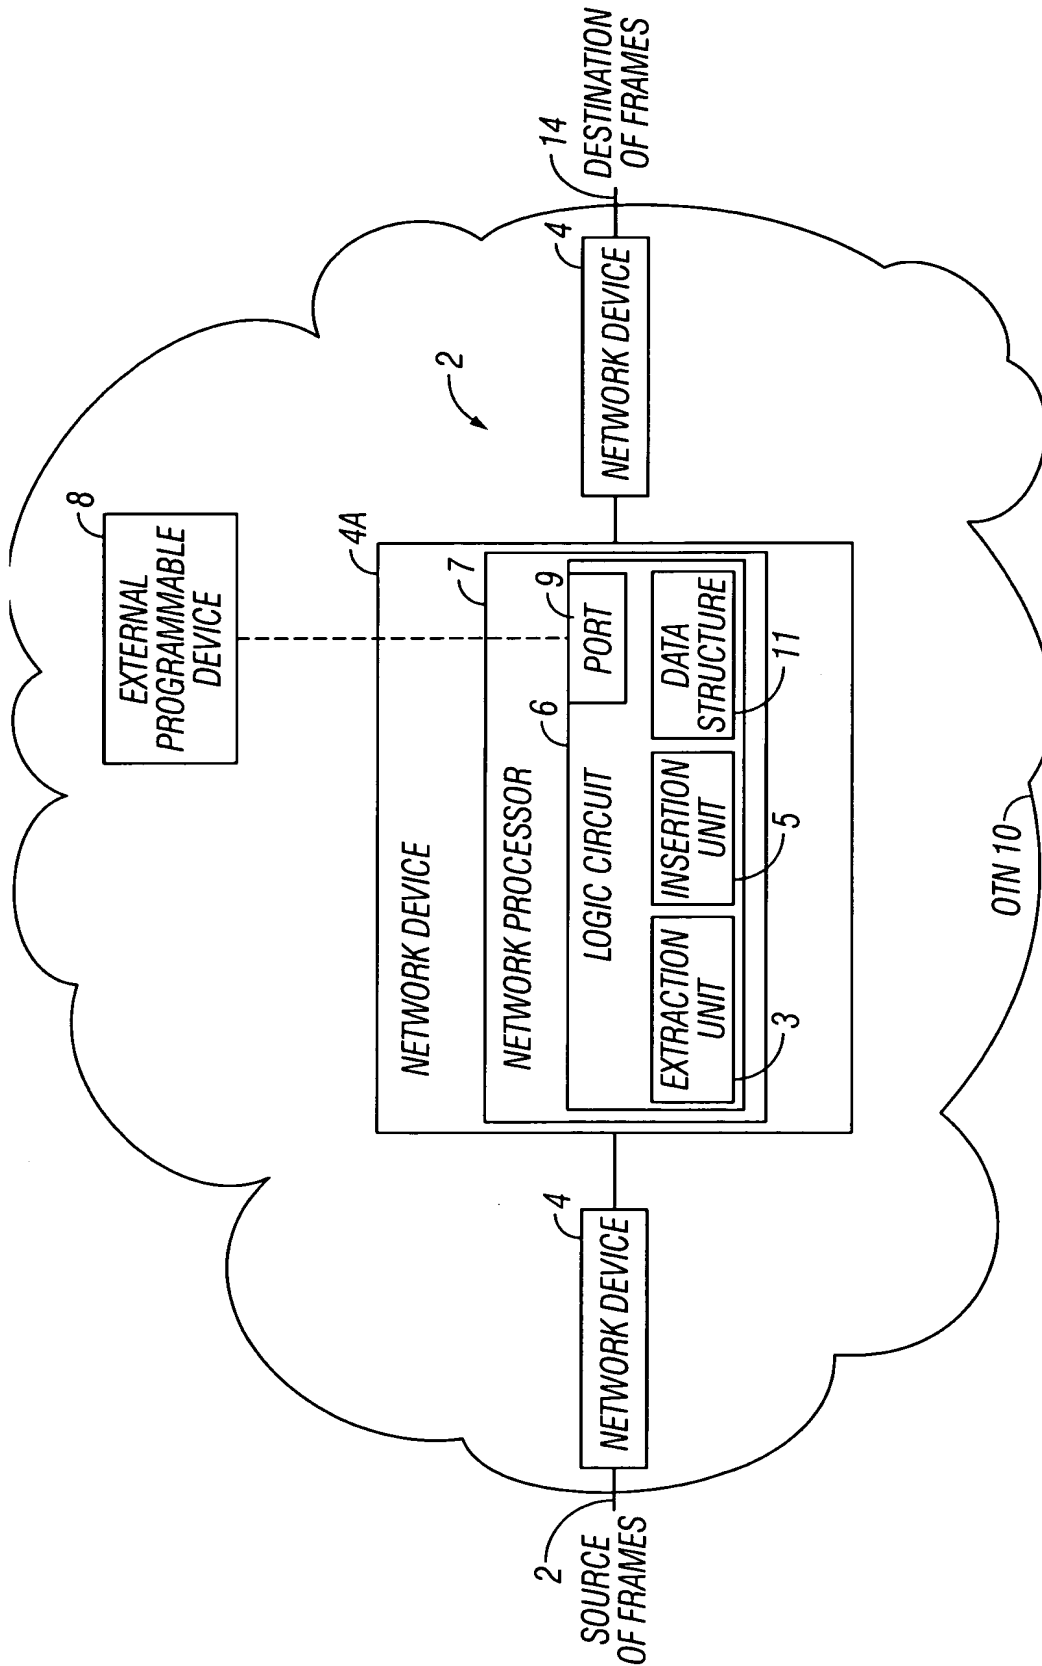 8
EXTERNAL
PROGRAMMABLE
DEVICE
2
4A
NETWORK DEVICE
7
NETWORK PROCESSOR
6
LOGIC CIRCUIT
9
PORT
EXTRACTION
UNIT
3
INSERTION
UNIT
5
DATA
STRUCTURE
11
2
SOURCE
OF FRAMES
4
NETWORK DEVICE
4
NETWORK DEVICE
14
DESTINATION
OF FRAMES
OTN 10